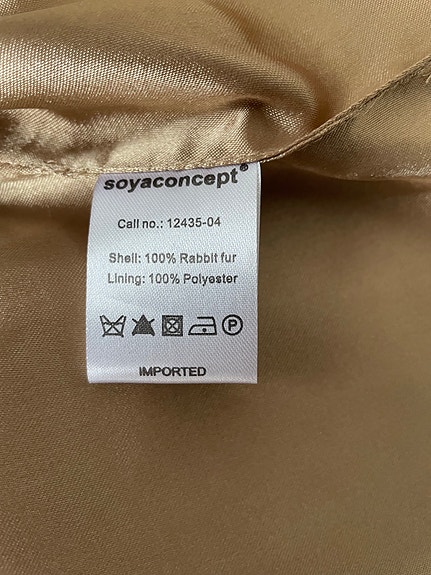 soyaconcept®
Call no.: 12435-04
Shell: 100% Rabbit fur
Lining: 100% Polyester
P
IMPORTED